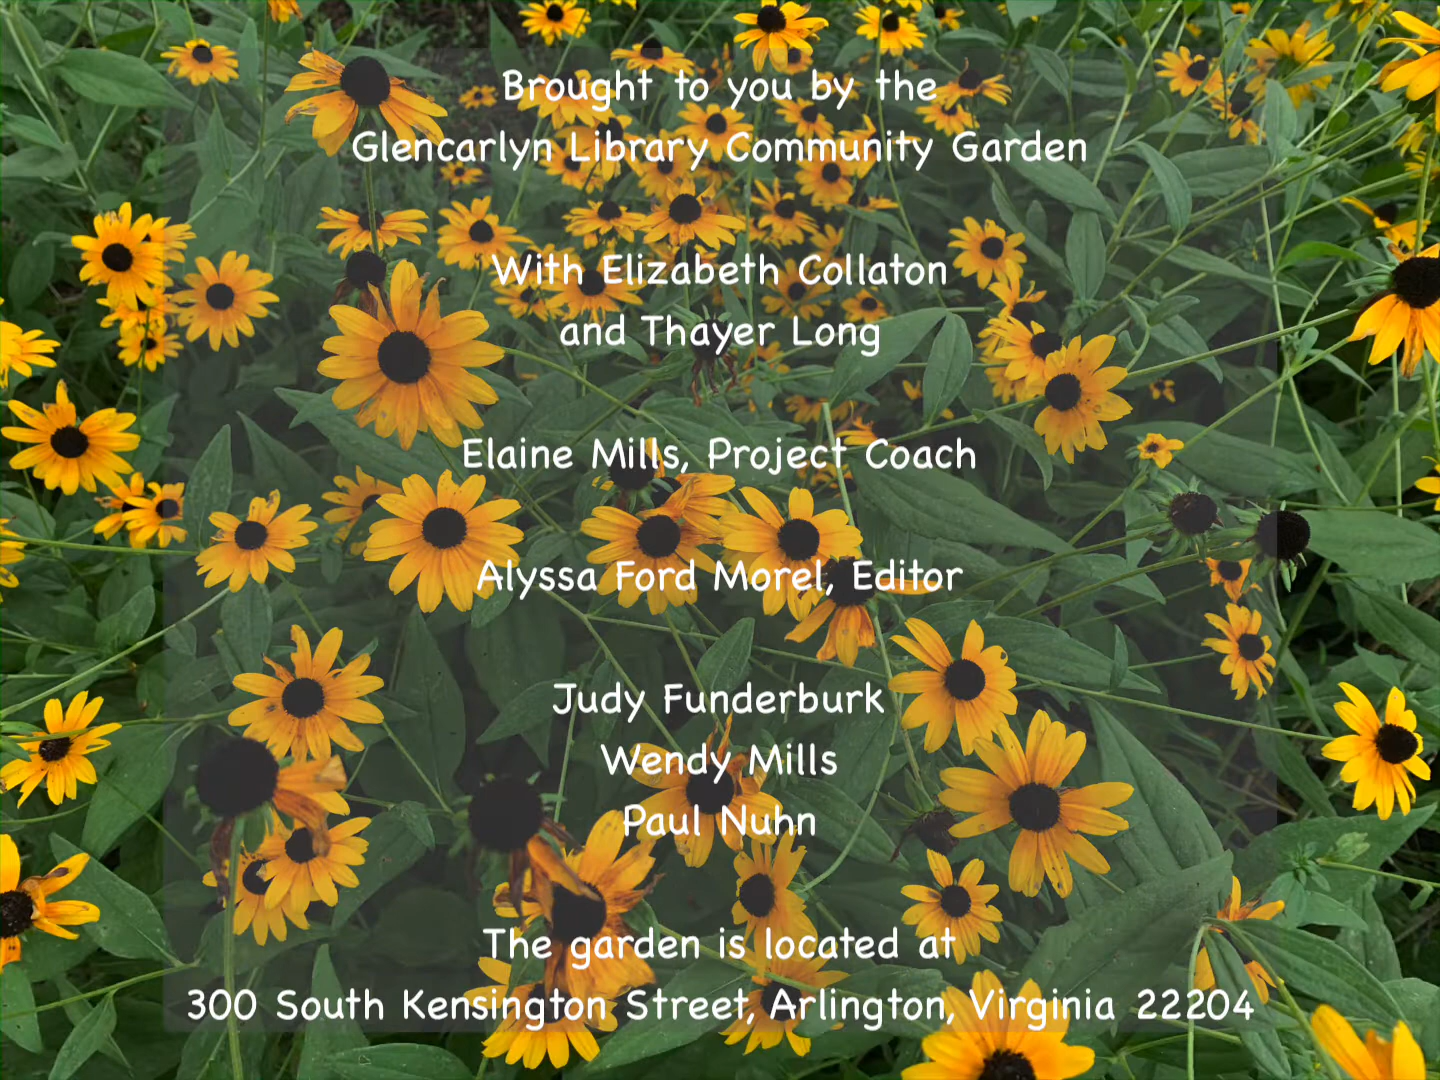 Brought to you by the
Glencarlyn Library Community Garden
With Elizabeth Collaton
and Thayer Long
Elaine Mills, Project Coach
Alyssa Ford Morel, Editor
Judy Funderburk
Wendy Mills
Paul Nuhn
The garden is located at
300 South Kensington Street, Arlington, Virginia 22204